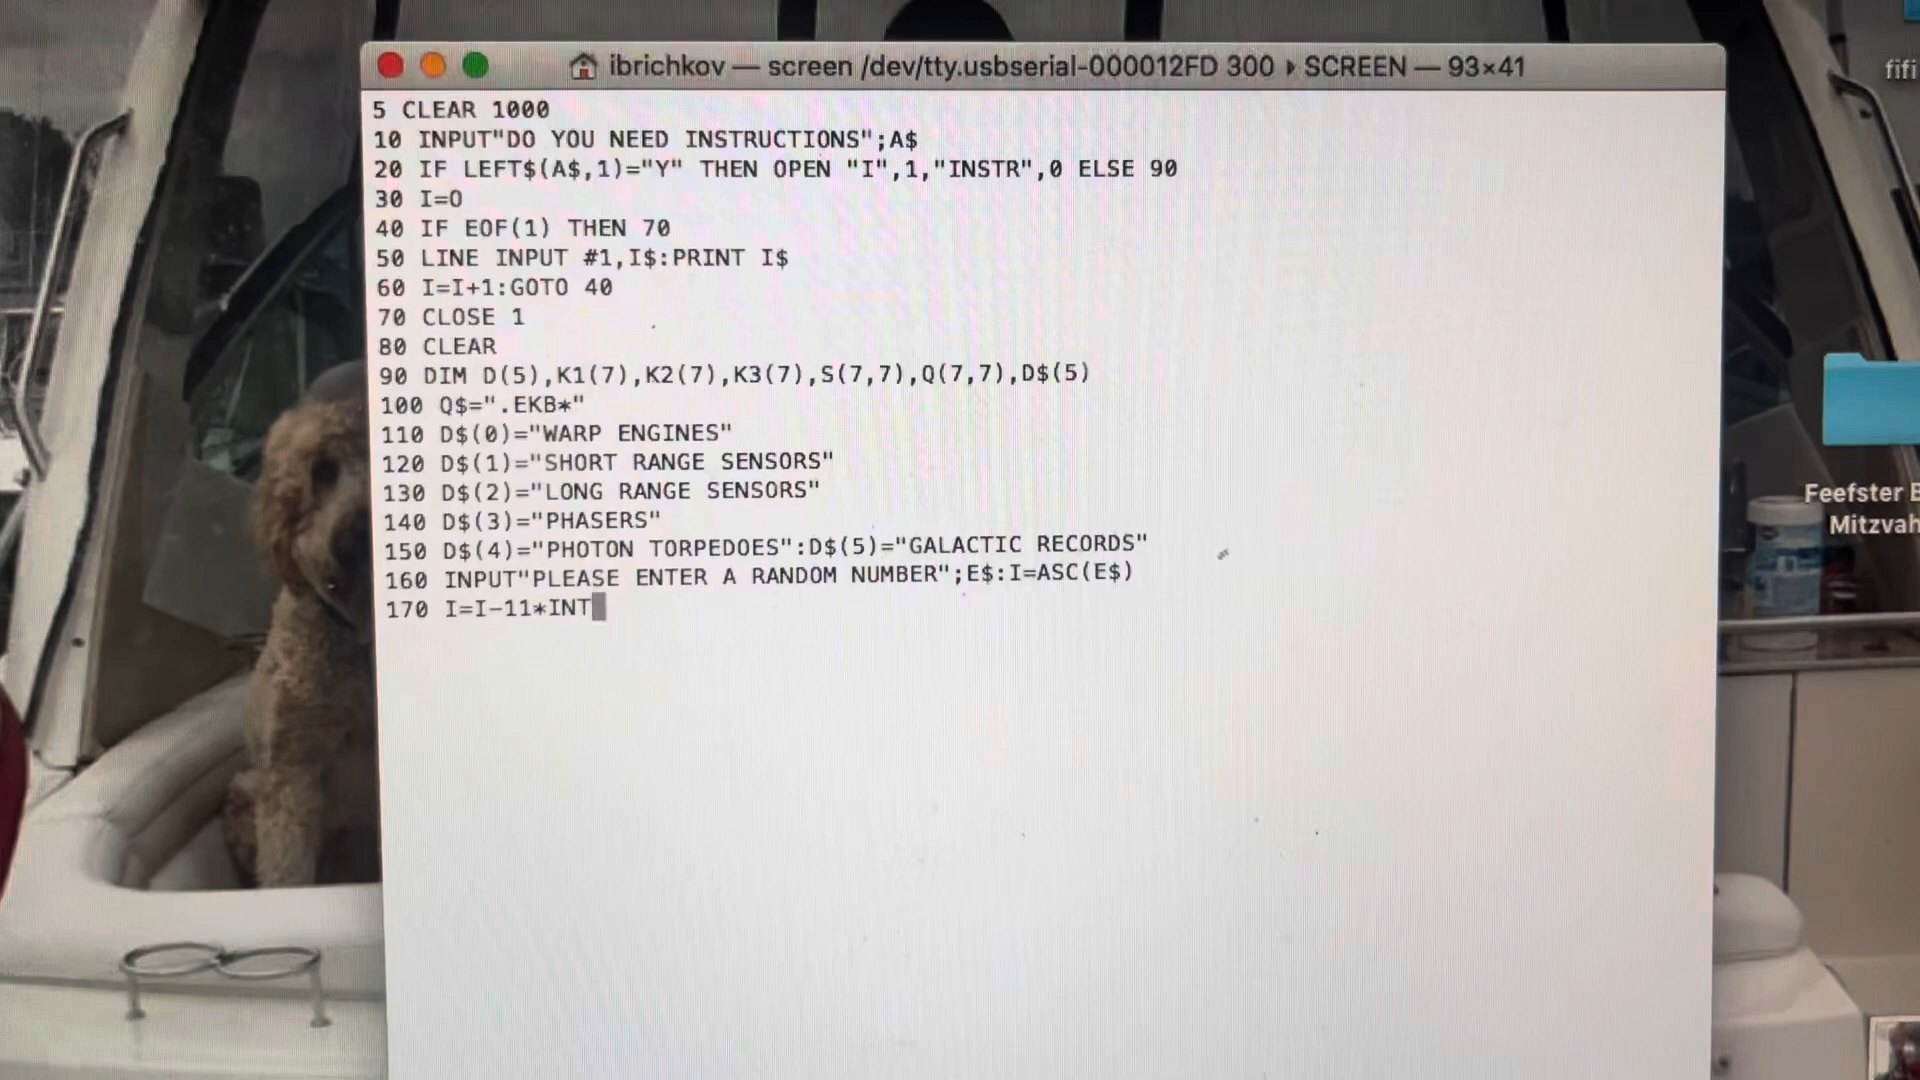 ibrichkov — screen /dev/tty.usbserial-000012FD 300 ▸ SCREEN — 93×41
5 CLEAR 1000
10 INPUT"DO YOU NEED INSTRUCTIONS";A$
20 IF LEFT$(A$,1)="Y" THEN OPEN "I",1,"INSTR",0 ELSE 90
30 I=0
40 IF EOF(1) THEN 70
50 LINE INPUT #1,I$:PRINT I$
60 I=I+1:GOTO 40
70 CLOSE 1
80 CLEAR
90 DIM D(5),K1(7),K2(7),K3(7),S(7,7),Q(7,7),D$(5)
100 Q$=".EKB*"
110 D$(0)="WARP ENGINES"
120 D$(1)="SHORT RANGE SENSORS"
130 D$(2)="LONG RANGE SENSORS"
140 D$(3)="PHASERS"
150 D$(4)="PHOTON TORPEDOES":D$(5)="GALACTIC RECORDS"
160 INPUT"PLEASE ENTER A RANDOM NUMBER";E$:I=ASC(E$)
170 I=I-11*INT
fifi
Feefster B
Mitzvah